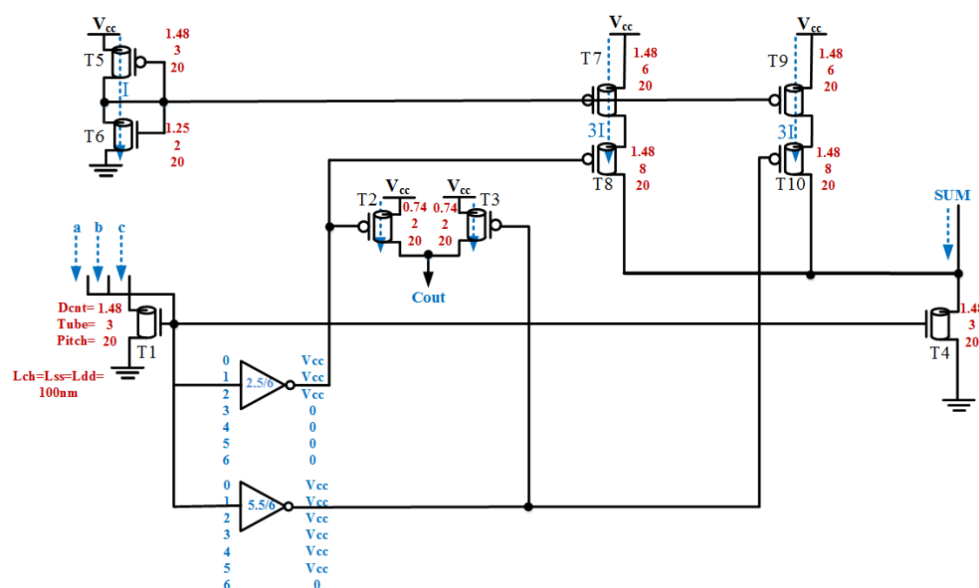 Vcc
1.48
3
20
T5
I
T6
1.25
2
20
Vcc
T7
1.48
6
20
3I
1.48
8
20
T8
Vcc
T9
1.48
6
20
3I
1.48
8
20
T10
Vcc
Vcc
T2
0.74
2
20
0.74
2
20
T3
Cout
SUM
a b c
Dcnt= 1.48
Tube= 3
Pitch= 20
T1
Lch=Lss=Ldd=
100nm
1.48
3
20
T4
0 Vcc
1 Vcc
2 Vcc
3 0
4 0
5 0
6 0
2.5/6
0 Vcc
1 Vcc
2 Vcc
3 Vcc
4 Vcc
5 Vcc
6 0
5.5/6